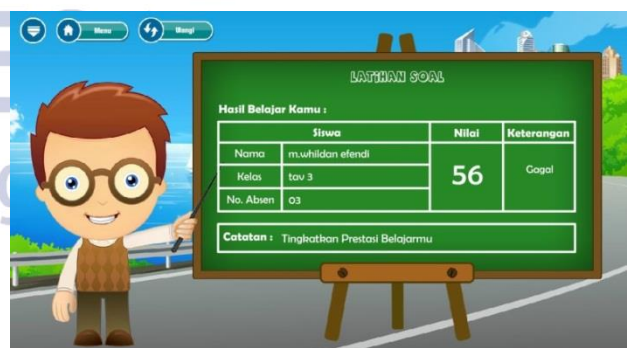 Menu
Ulangi
LATIHAN SOAL
Hasil Belajar Kamu :
Siswa Nilai Keterangan
Nama m.whildan efendi
56 Gagal
Kelas tav 3
No. Absen 03
Catatan : Tingkatkan Prestasi Belajarmu